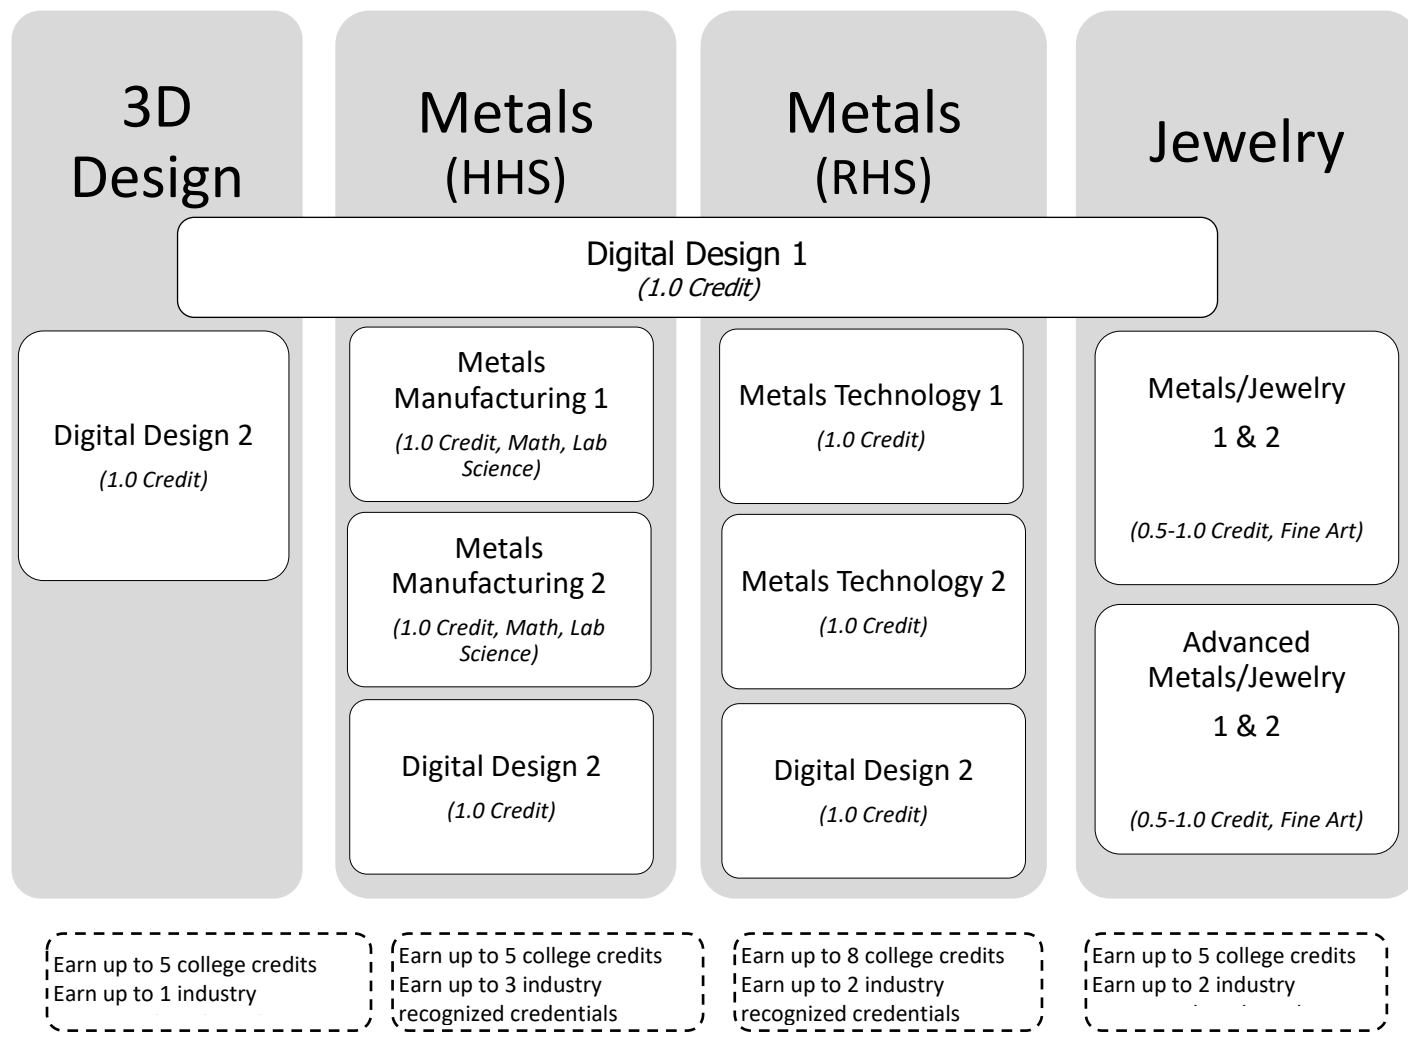 3D
Design
Metals
(HHS)
Metals
(RHS)
Jewelry
Digital Design 1
(1.0 Credit)
Digital Design 2
(1.0 Credit)
Metals
Manufacturing 1
(1.0 Credit, Math, Lab
Science)
Metals
Manufacturing 2
(1.0 Credit, Math, Lab
Science)
Digital Design 2
(1.0 Credit)
Metals Technology 1
(1.0 Credit)
Metals Technology 2
(1.0 Credit)
Digital Design 2
(1.0 Credit)
Metals/Jewelry
1 & 2
(0.5-1.0 Credit, Fine Art)
Advanced
Metals/Jewelry
1 & 2
(0.5-1.0 Credit, Fine Art)
Earn up to 5 college credits
Earn up to 1 industry
Earn up to 5 college credits
Earn up to 3 industry
recognized credentials
Earn up to 8 college credits
Earn up to 2 industry
recognized credentials
Earn up to 5 college credits
Earn up to 2 industry